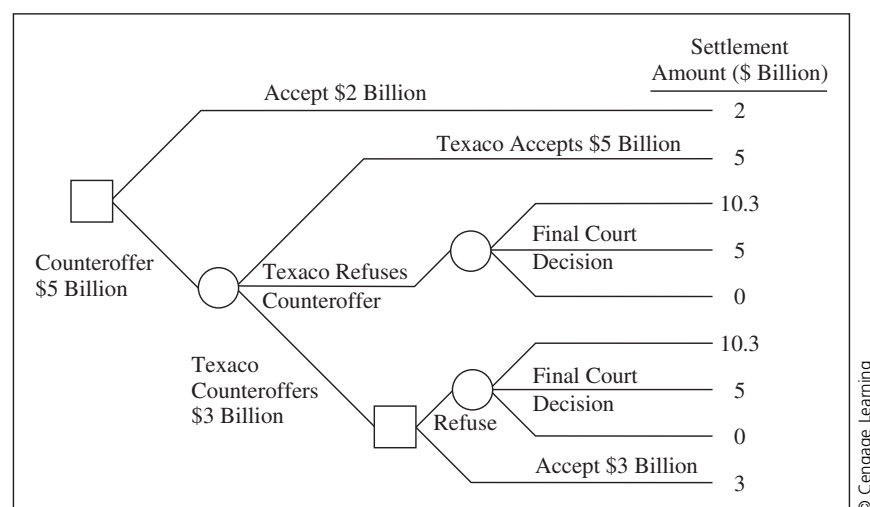 Settlement
Amount ($ Billion)
Accept $2 Billion
2
Texaco Accepts $5 Billion
5
10.3
Final Court
Decision
5
0
Counteroffer
$5 Billion
Texaco Refuses
Counteroffer
Texaco
Counteroffers
$3 Billion
10.3
Final Court
Decision
5
0
Refuse
Accept $3 Billion
3
© Cengage Learning